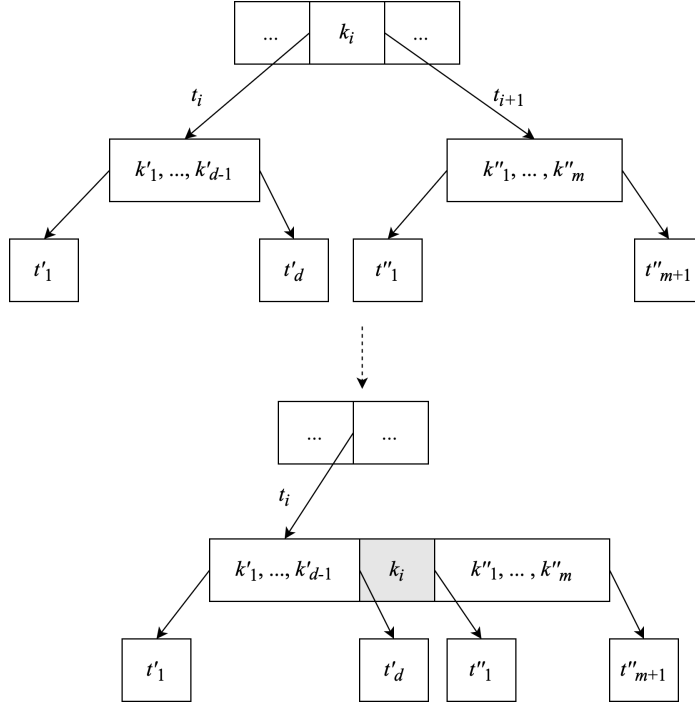 ... k_i ...
t_i t_{i+1}
k'_1, ..., k'_{d-1} k''_1, ... , k''_m
t'_1 t'_d t''_1 t''_{m+1}
... ...
t_i
k'_1, ..., k'_{d-1} k_i k''_1, ... , k''_m
t'_1 t'_d t''_1 t''_{m+1}